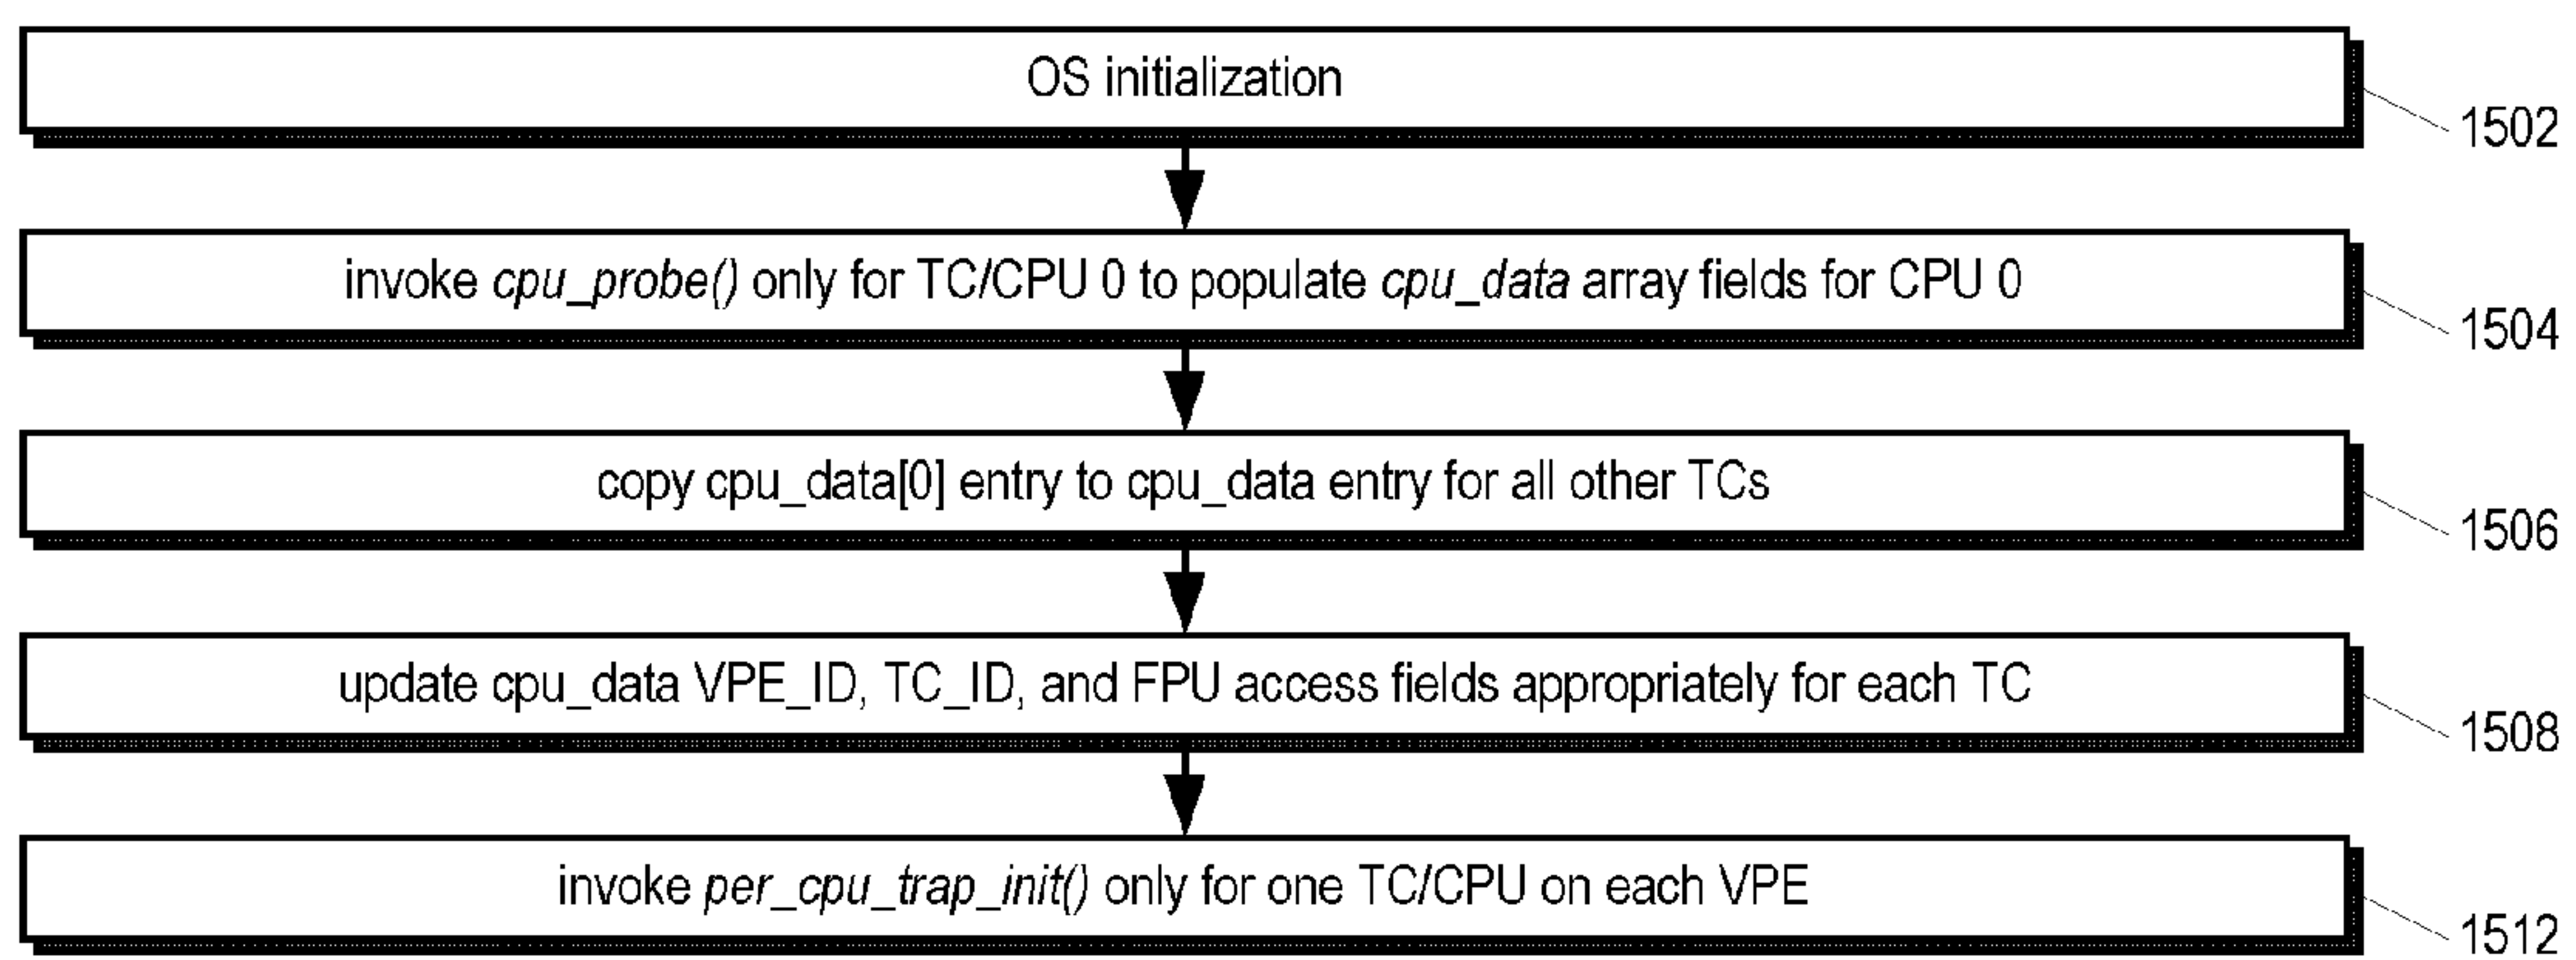 OS initialization
1502
invoke cpu_probe() only for TC/CPU 0 to populate cpu_data array fields for CPU 0
1504
copy cpu_data[0] entry to cpu_data entry for all other TCs
1506
update cpu_data VPE_ID, TC_ID, and FPU access fields appropriately for each TC
1508
invoke per_cpu_trap_init() only for one TC/CPU on each VPE
1512